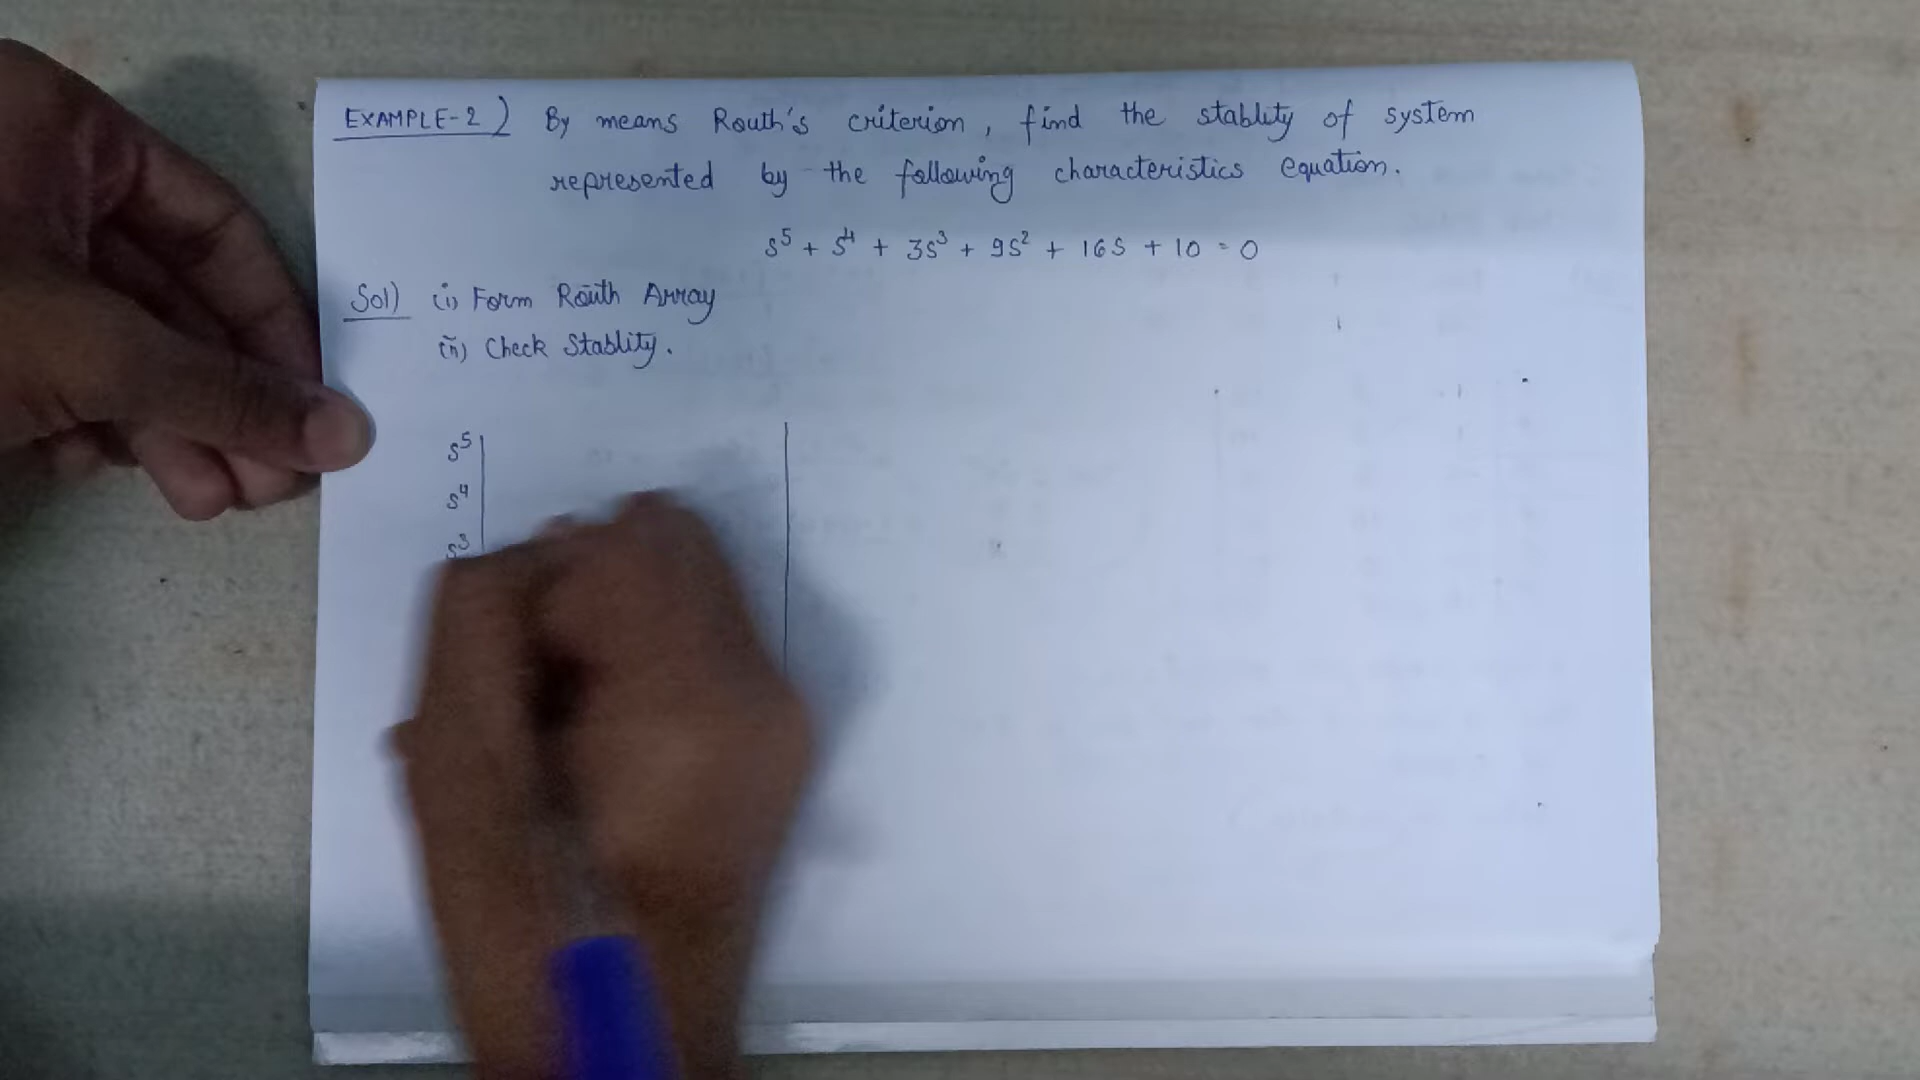 EXAMPLE-2) By means Routh's criterion, find the stablity of system
represented by the following characteristics equation.
s⁵ + s⁴ + 3s³ + 9s² + 16s + 10 = 0
Sol) (i) Form Routh Array
(ii) Check Stablity.
s⁵
s⁴
s³